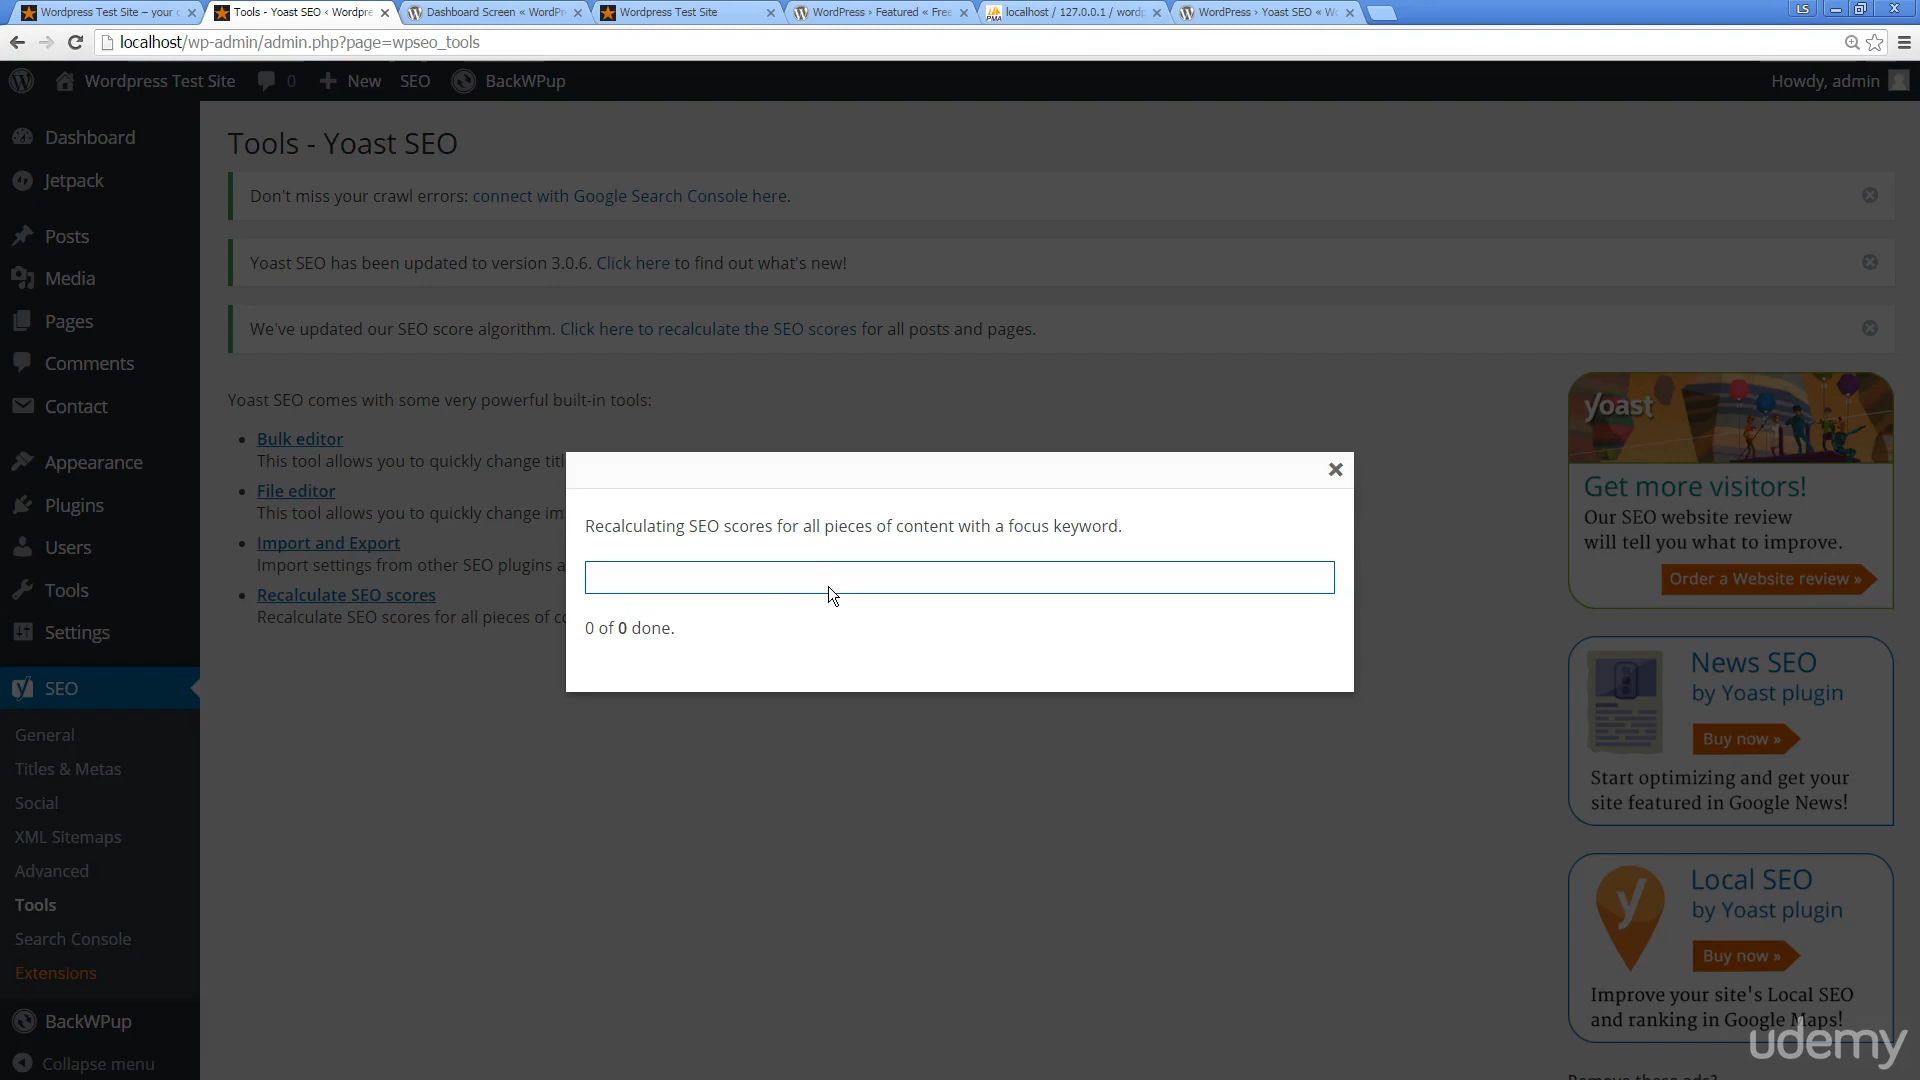 Wordpress Test Site – your
Tools - Yoast SEO ‹ Wordpre
Dashboard Screen « WordPr
Wordpress Test Site
WordPress › Featured « Free
localhost / 127.0.0.1 / wordp
WordPress › Yoast SEO « Wo
LS
localhost/wp-admin/admin.php?page=wpseo_tools
Wordpress Test Site
0
New
SEO
BackWPup
Howdy, admin
Dashboard
Jetpack
Posts
Media
Pages
Comments
Contact
Appearance
Plugins
Users
Tools
Settings
SEO
General
Titles & Metas
Social
XML Sitemaps
Advanced
Tools
Search Console
Extensions
BackWPup
Collapse menu
Tools - Yoast SEO
Don't miss your crawl errors: connect with Google Search Console here.
Yoast SEO has been updated to version 3.0.6. Click here to find out what's new!
We've updated our SEO score algorithm. Click here to recalculate the SEO scores for all posts and pages.
Yoast SEO comes with some very powerful built-in tools:
Bulk editor
This tool allows you to quickly change titl
File editor
This tool allows you to quickly change im
Import and Export
Import settings from other SEO plugins a
Recalculate SEO scores
Recalculate SEO scores for all pieces of co
Recalculating SEO scores for all pieces of content with a focus keyword.
0 of 0 done.
yoast
Get more visitors!
Our SEO website review
will tell you what to improve.
Order a Website review »
News SEO
by Yoast plugin
Buy now »
Start optimizing and get your
site featured in Google News!
Local SEO
by Yoast plugin
Buy now »
Improve your site's Local SEO
and ranking in Google Maps!
udemy